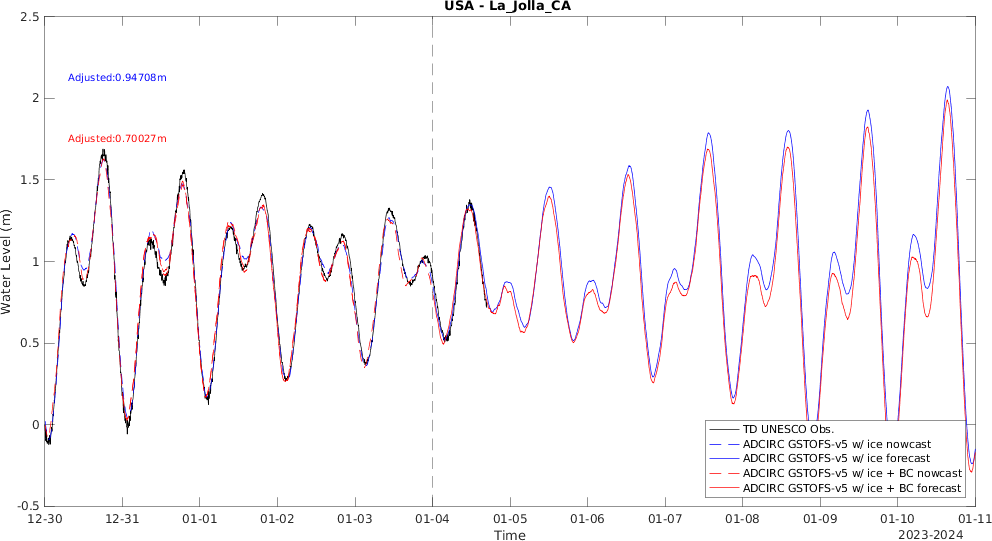 USA - La_Jolla_CA
2.5
Adjusted:0.94708m
2
Adjusted:0.70027m
1.5
Water Level (m)
1
0.5
0
TD UNESCO Obs.
ADCIRC GSTOFS-v5 w/ ice nowcast
ADCIRC GSTOFS-v5 w/ ice forecast
ADCIRC GSTOFS-v5 w/ ice + BC nowcast
ADCIRC GSTOFS-v5 w/ ice + BC forecast
-0.5
12-30 12-31 01-01 01-02 01-03 01-04 01-05 01-06 01-07 01-08 01-09 01-10 01-11
Time
2023-2024